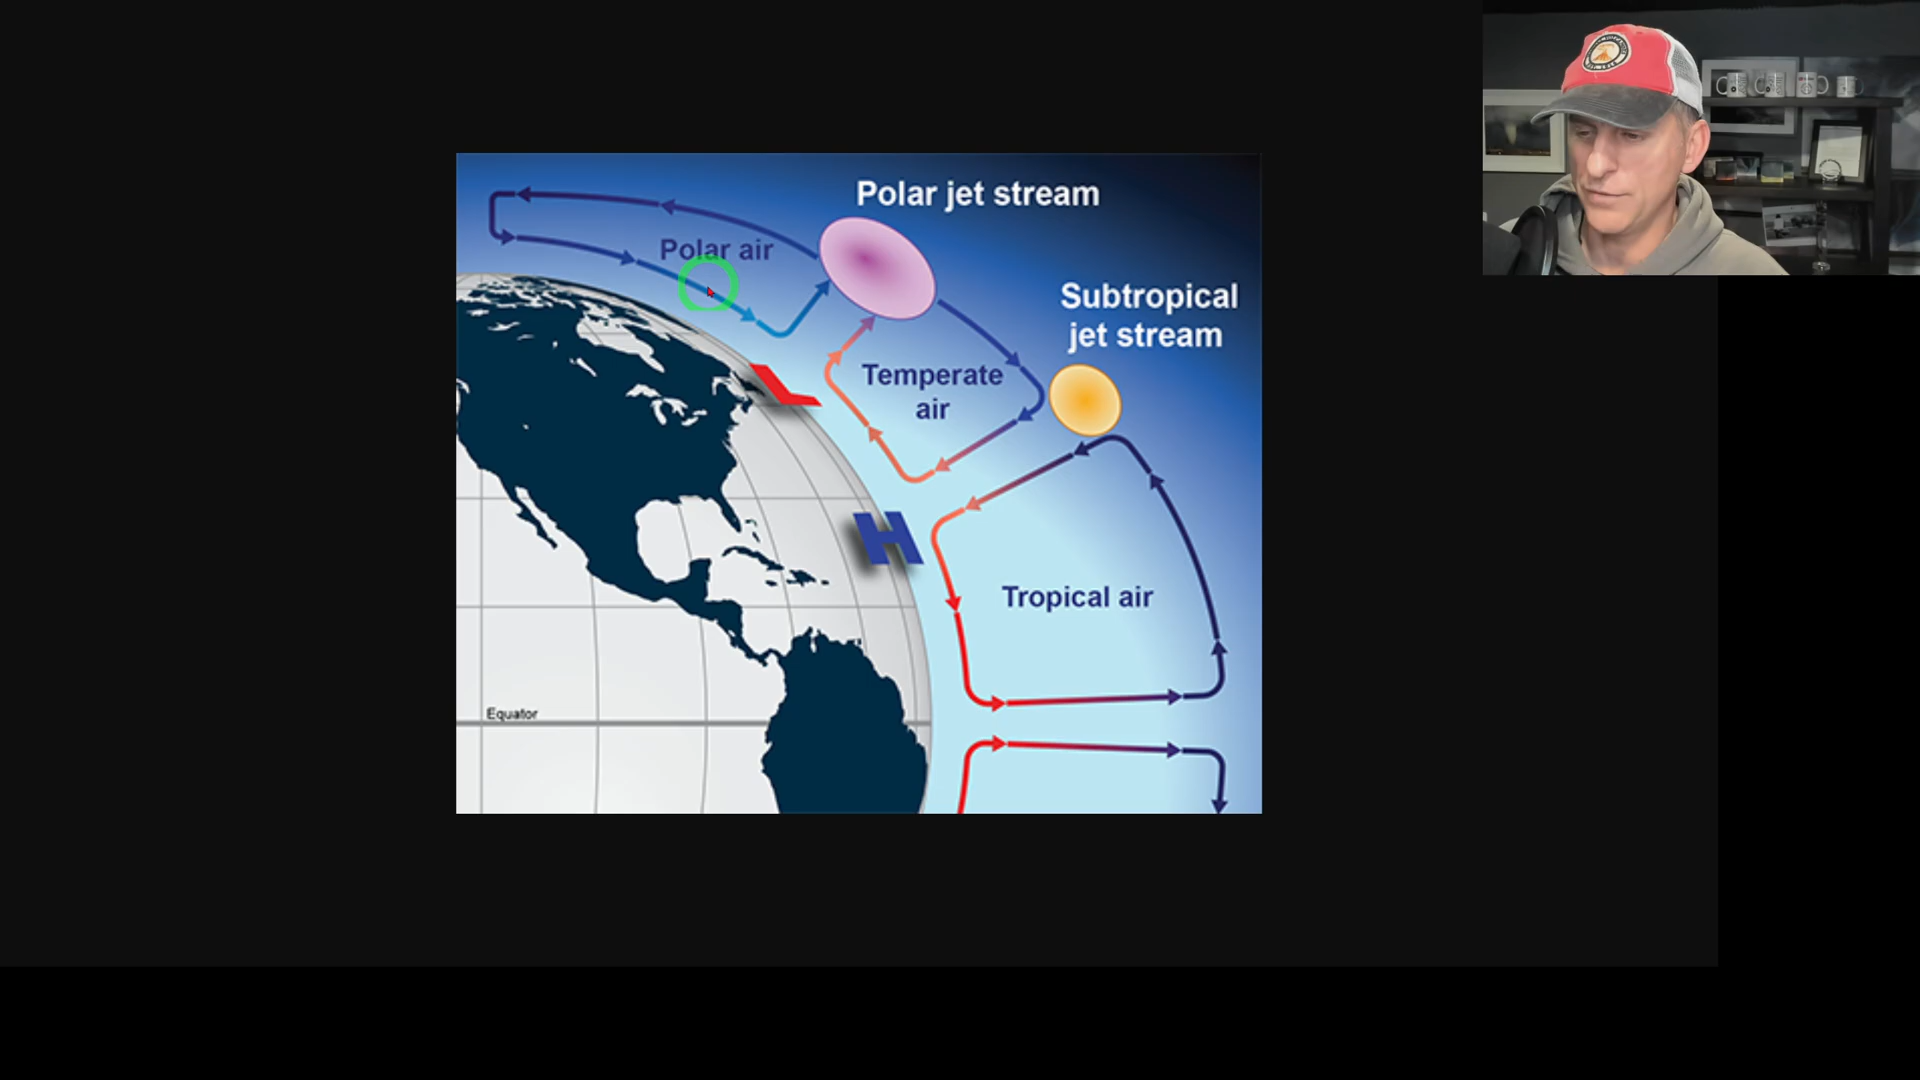 Polar jet stream
Polar air
Subtropical
jet stream
Temperate
air
L
H
Tropical air
Equator